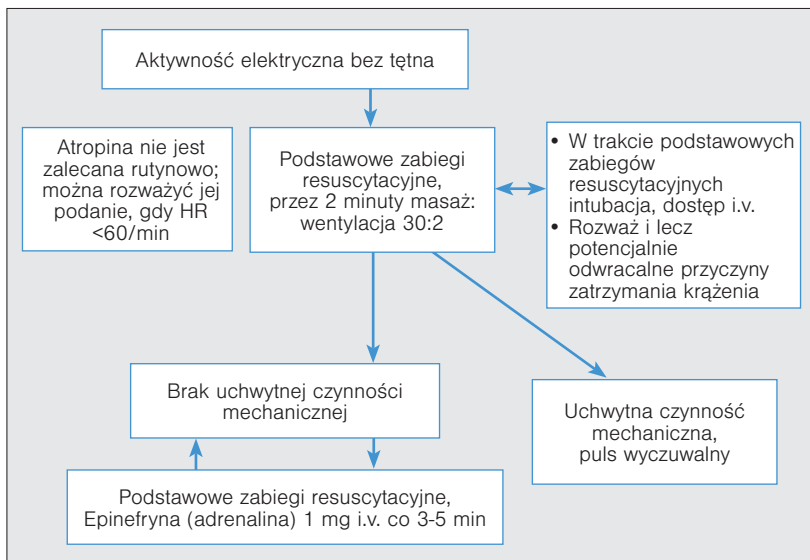 Aktywność elektryczna bez tętna
Atropina nie jest
zalecana rutynowo;
można rozważyć jej
podanie, gdy HR
<60/min
Podstawowe zabiegi
resuscytacyjne,
przez 2 minuty masaż:
wentylacja 30:2
• W trakcie podstawowych
zabiegów
resuscytacyjnych
intubacja, dostęp i.v.
• Rozważ i lecz
potencjalnie
odwracalne przyczyny
zatrzymania krążenia
Brak uchwytnej czynności
mechanicznej
Uchwytna czynność
mechaniczna,
puls wyczuwalny
Podstawowe zabiegi resuscytacyjne,
Epinefryna (adrenalina) 1 mg i.v. co 3-5 min